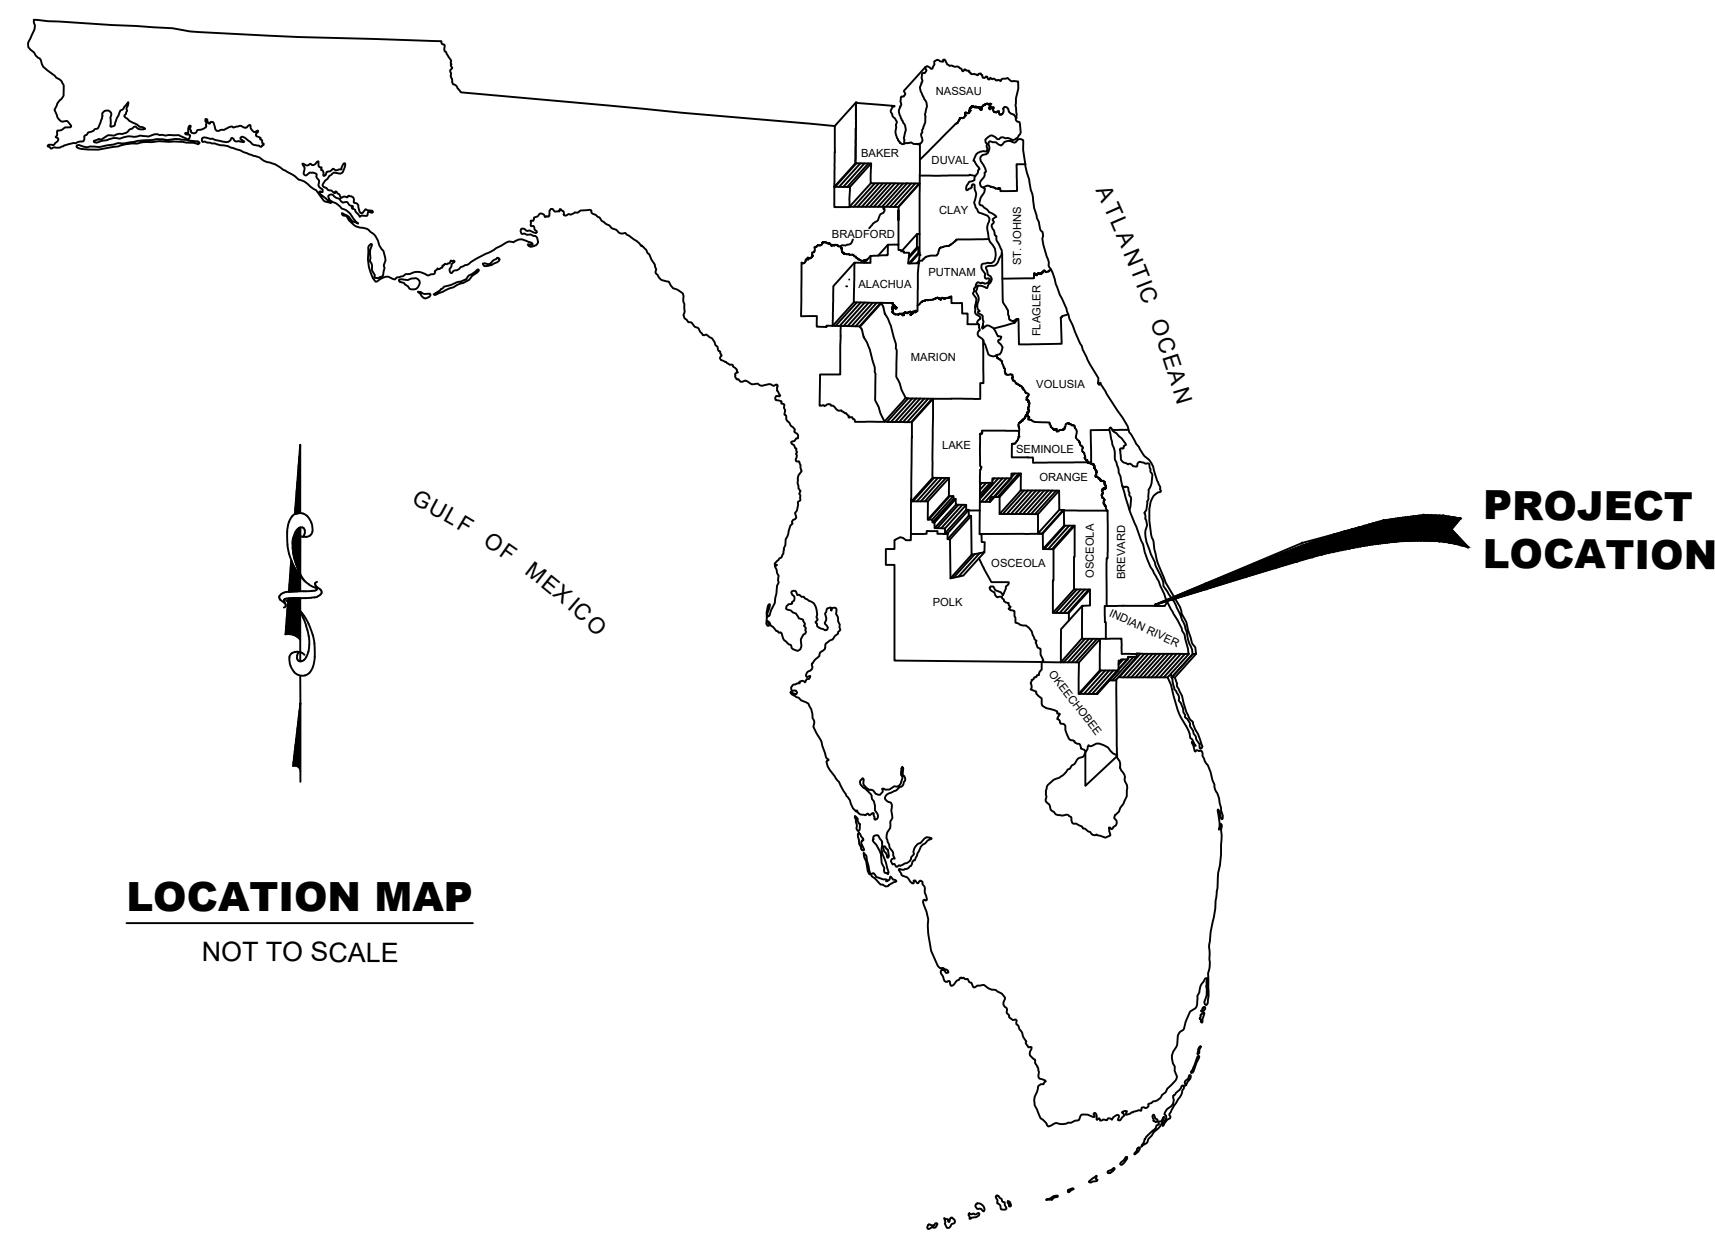 NASSAU
BAKER
DUVAL
CLAY
ST. JOHNS
BRADFORD
PUTNAM
ALACHUA
FLAGLER
MARION
VOLUSIA
LAKE
SEMINOLE
ORANGE
OSCEOLA
OSCEOLA
BREVARD
POLK
INDIAN RIVER
OKEECHOBEE
ATLANTIC OCEAN
GULF OF MEXICO
PROJECT
LOCATION
LOCATION MAP
NOT TO SCALE